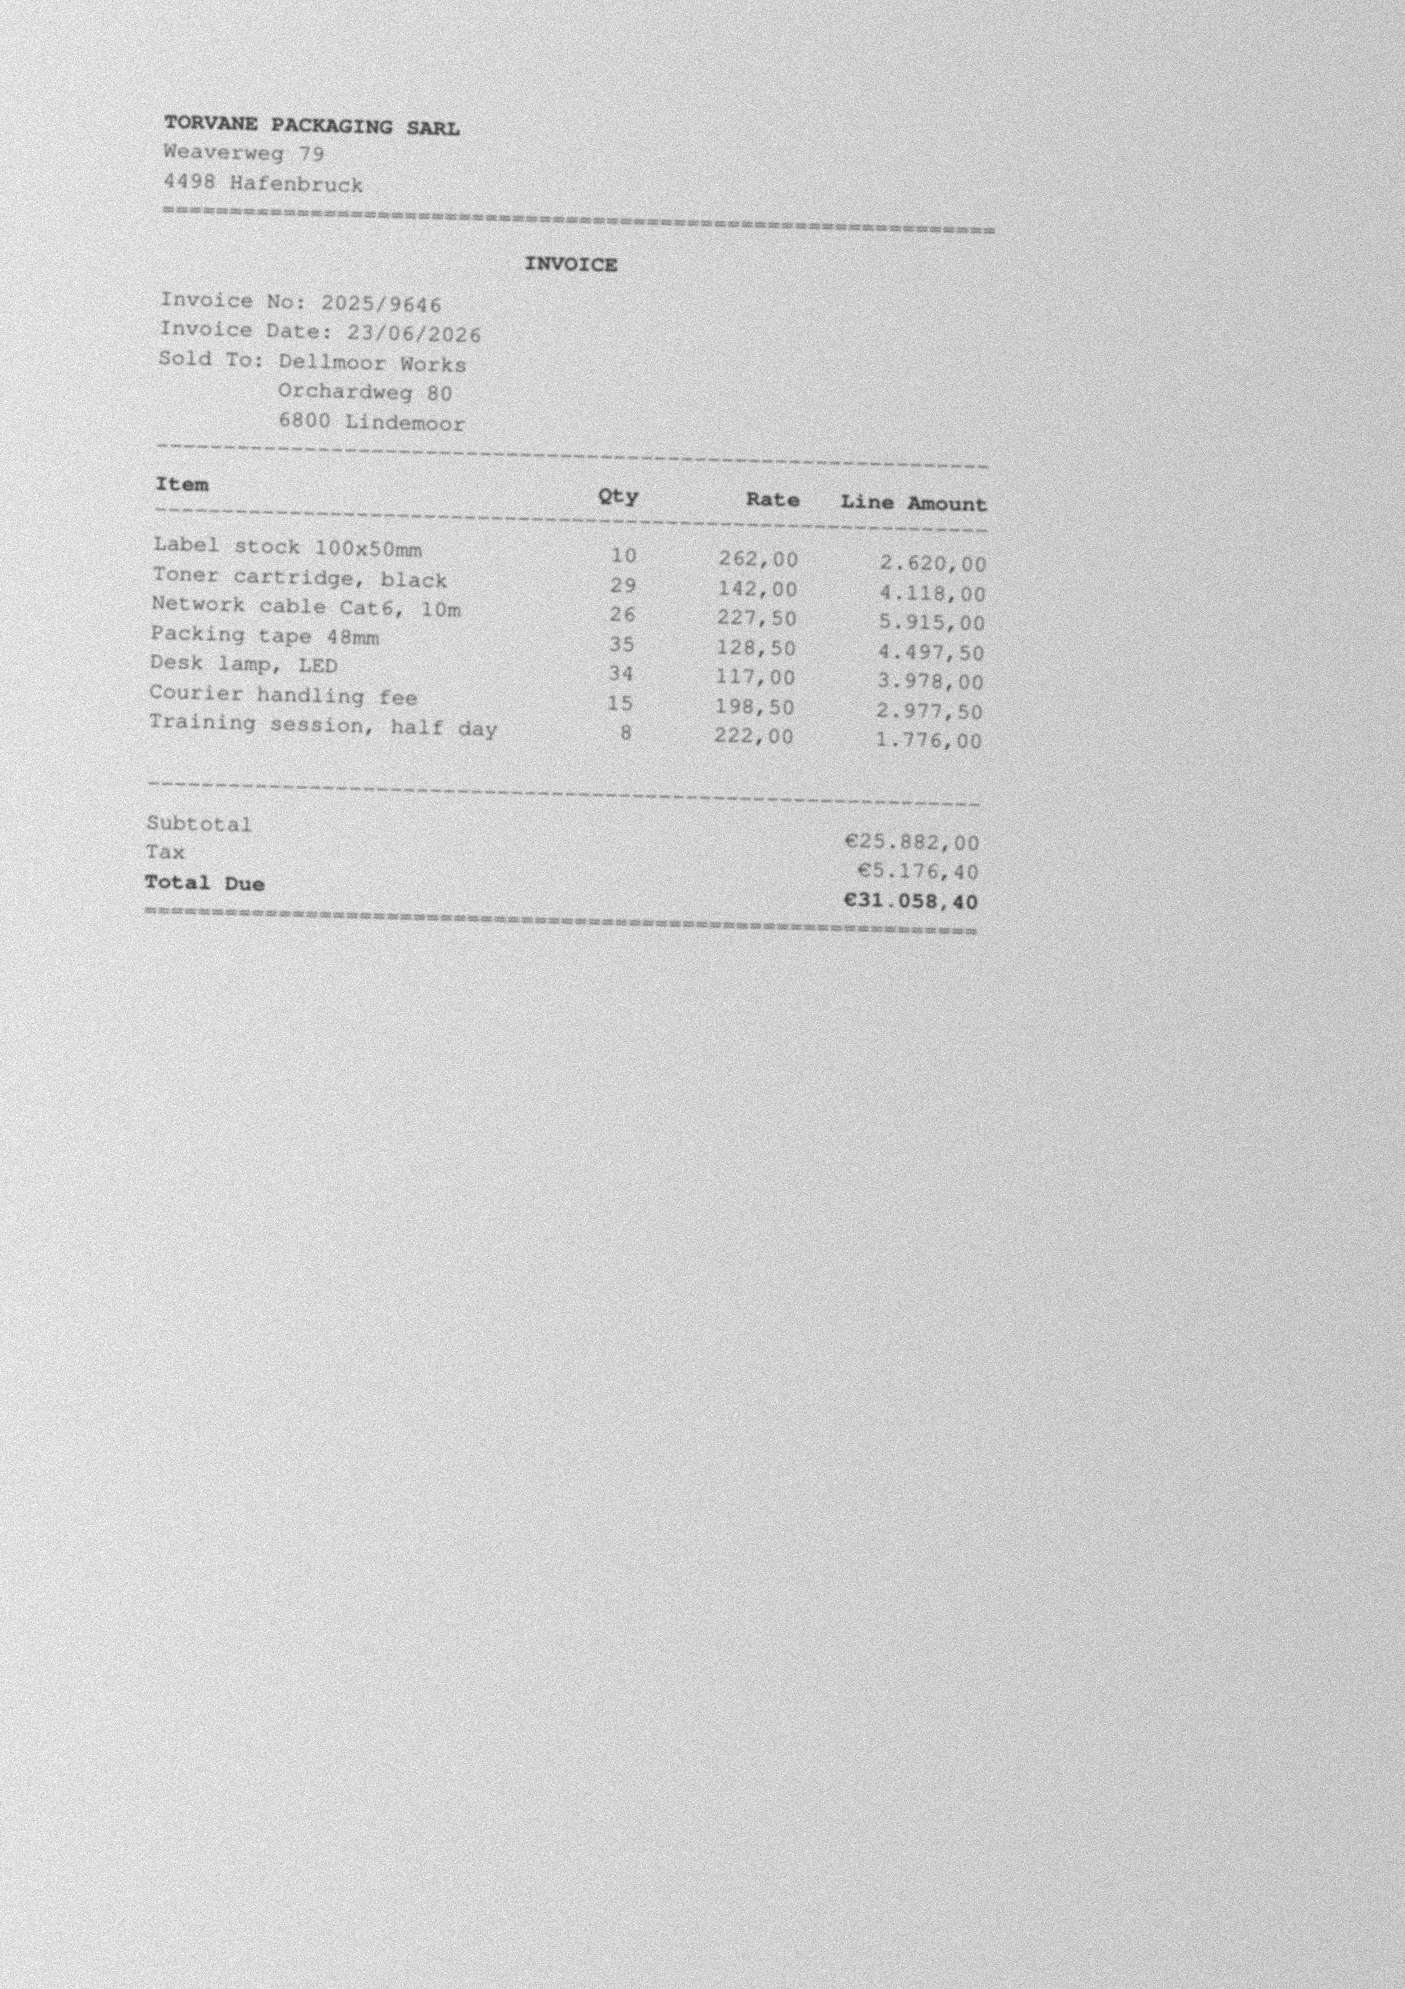 TORVANE PACKAGING SARL
Weaverweg 79
4498 Hafenbruck
INVOICE
Invoice No: 2025/9646
Invoice Date: 23/06/2026
Sold To: Dellmoor Works
Orchardweg 80
6800 Lindemoor
Item Qty Rate Line Amount
Label stock 100x50mm 10 262,00 2.620,00
Toner cartridge, black 29 142,00 4.118,00
Network cable Cat6, 10m 26 227,50 5.915,00
Packing tape 48mm 35 128,50 4.497,50
Desk lamp, LED 34 117,00 3.978,00
Courier handling fee 15 198,50 2.977,50
Training session, half day 8 222,00 1.776,00
Subtotal €25.882,00
Tax €5.176,40
Total Due €31.058,40